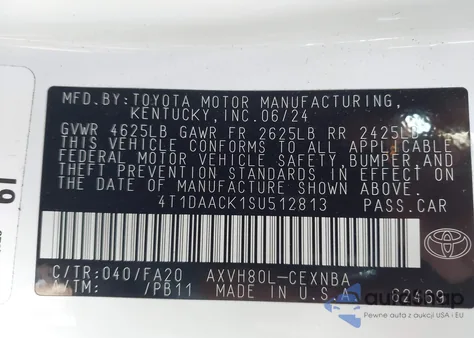 MFD.BY:TOYOTA MOTOR MANUFACTURING,
KENTUCKY,INC.06/24
GVWR 4625LB GAWR FR 2625LB RR 2425LB
THIS VEHICLE CONFORMS TO ALL APPLICABLE
FEDERAL MOTOR VEHICLE SAFETY,BUMPER,AND
THEFT PREVENTION STANDARDS IN EFFECT ON
THE DATE OF MANUFACTURE SHOWN ABOVE.
4T1DAACK1SU512813 PASS.CAR
TOYOTA
C/TR:040/FA20 AXVH80L-CEXNBA
A/TM: /PB11 MADE IN U.S.A. C2469
auto4group
Pewne auta z aukcji USA i EU